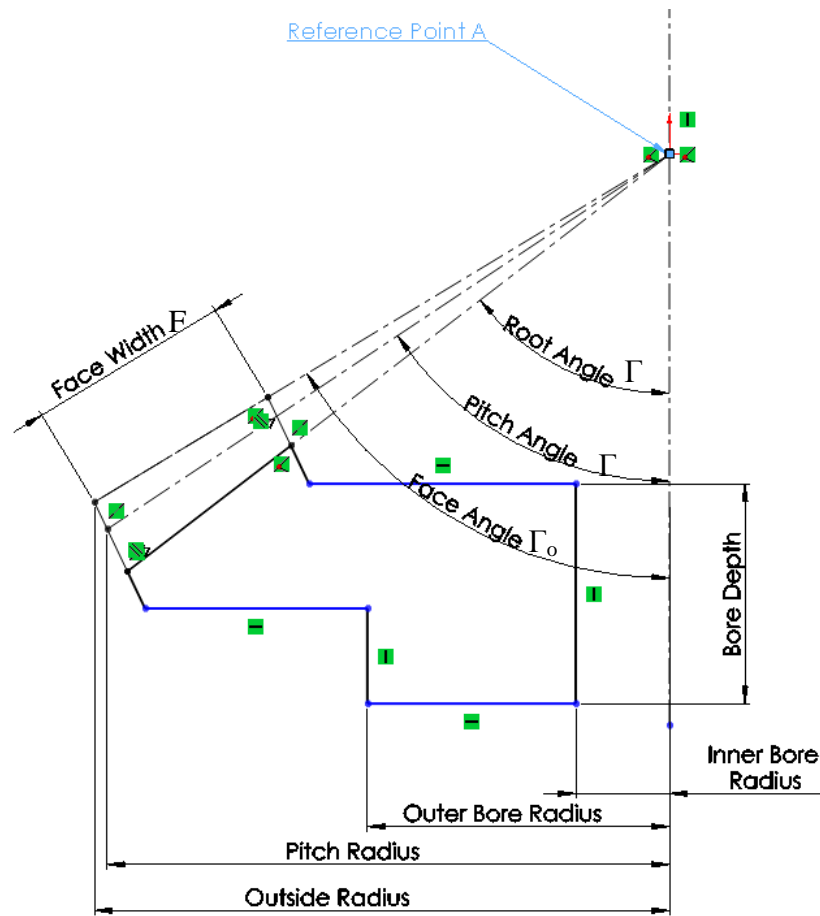 Reference Point A
Face Width F
Root Angle Γ
Pitch Angle Γ
Face Angle Γo
Bore Depth
Inner Bore
Radius
Outer Bore Radius
Pitch Radius
Outside Radius